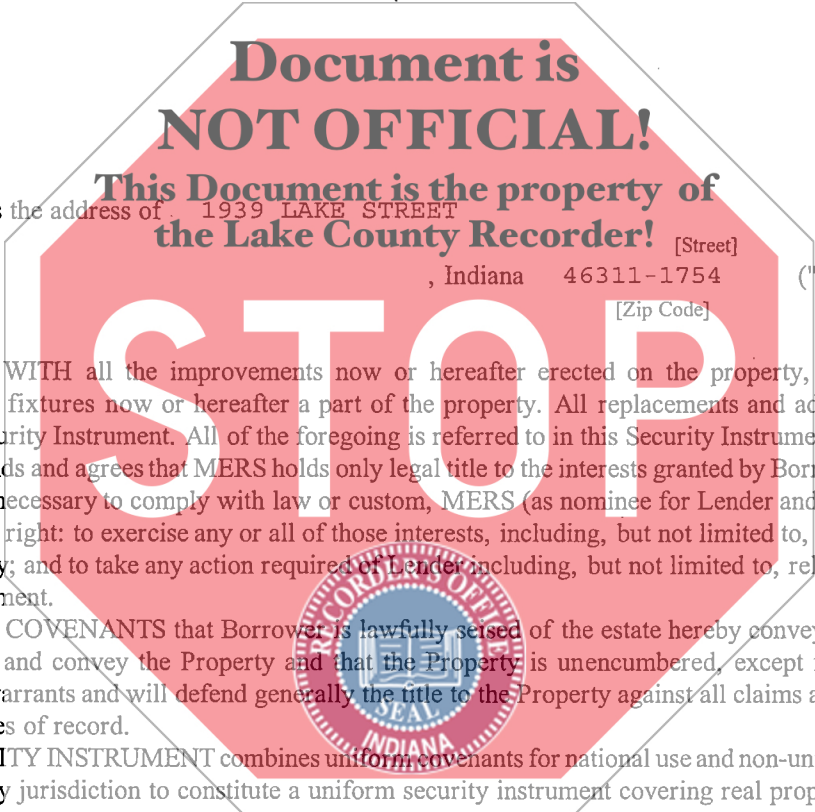 Document is
NOT OFFICIAL!
This Document is the property of
the Lake County Recorder!
the address of 1939 LAKE STREET
[Street]
, Indiana 46311-1754 ("
[Zip Code]
STOP
WITH all the improvements now or hereafter erected on the property,
fixtures now or hereafter a part of the property. All replacements and ad
urity Instrument. All of the foregoing is referred to in this Security Instrume
ds and agrees that MERS holds only legal title to the interests granted by Borr
ecessary to comply with law or custom, MERS (as nominee for Lender and
right: to exercise any or all of those interests, including, but not limited to,
y; and to take any action required of Lender including, but not limited to, rel
ment.
COVENANTS that Borrower is lawfully seised of the estate hereby convey
and convey the Property and that the Property is unencumbered, except
arrants and will defend generally the title to the Property against all claims a
es of record.
ITY INSTRUMENT combines uniform covenants for national use and non-un
y jurisdiction to constitute a uniform security instrument covering real prop
RECORDER'S OFFICE
SEAL
INDIANA